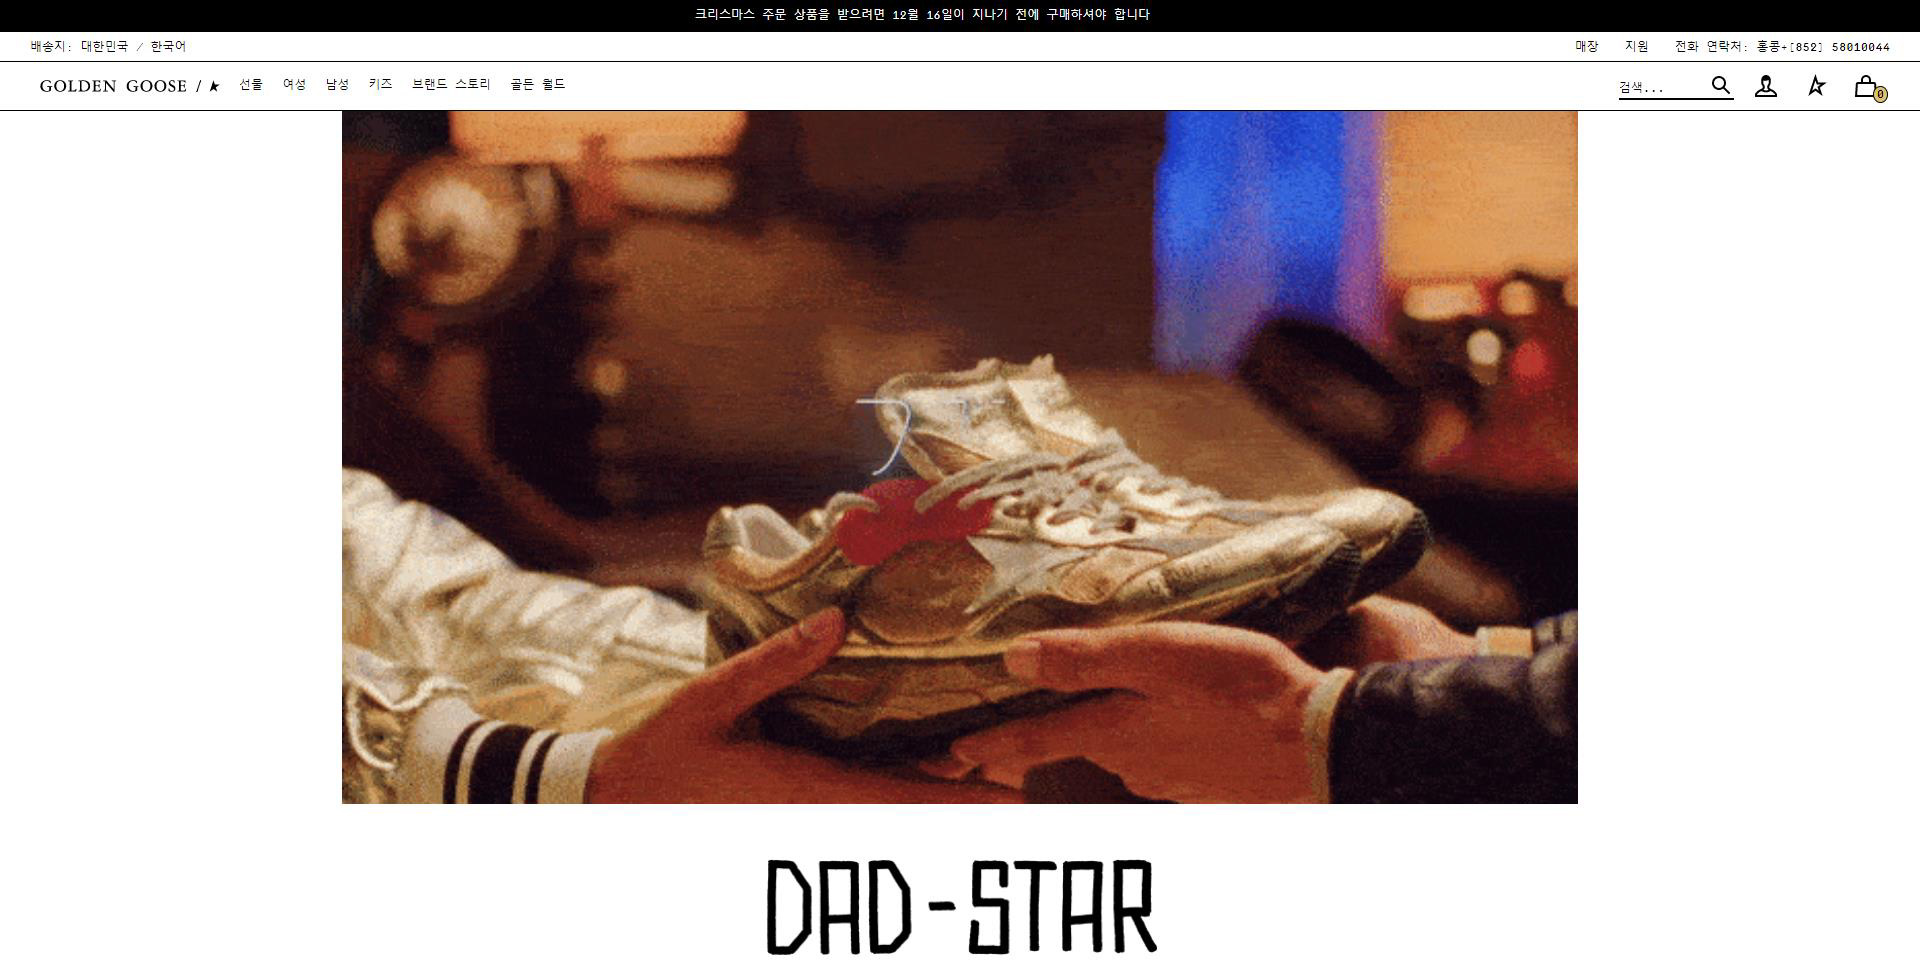 크리스마스 주문 상품을 받으려면 12월 16일이 지나기 전에 구매하셔야 합니다
배송지: 대한민국 / 한국어
매장 지원 전화 연락처: 홍콩+[852] 58010044
GOLDEN GOOSE / ★ 선물 여성 남성 키즈 브랜드 스토리 골든 월드 검색... 0
DAD-STAR